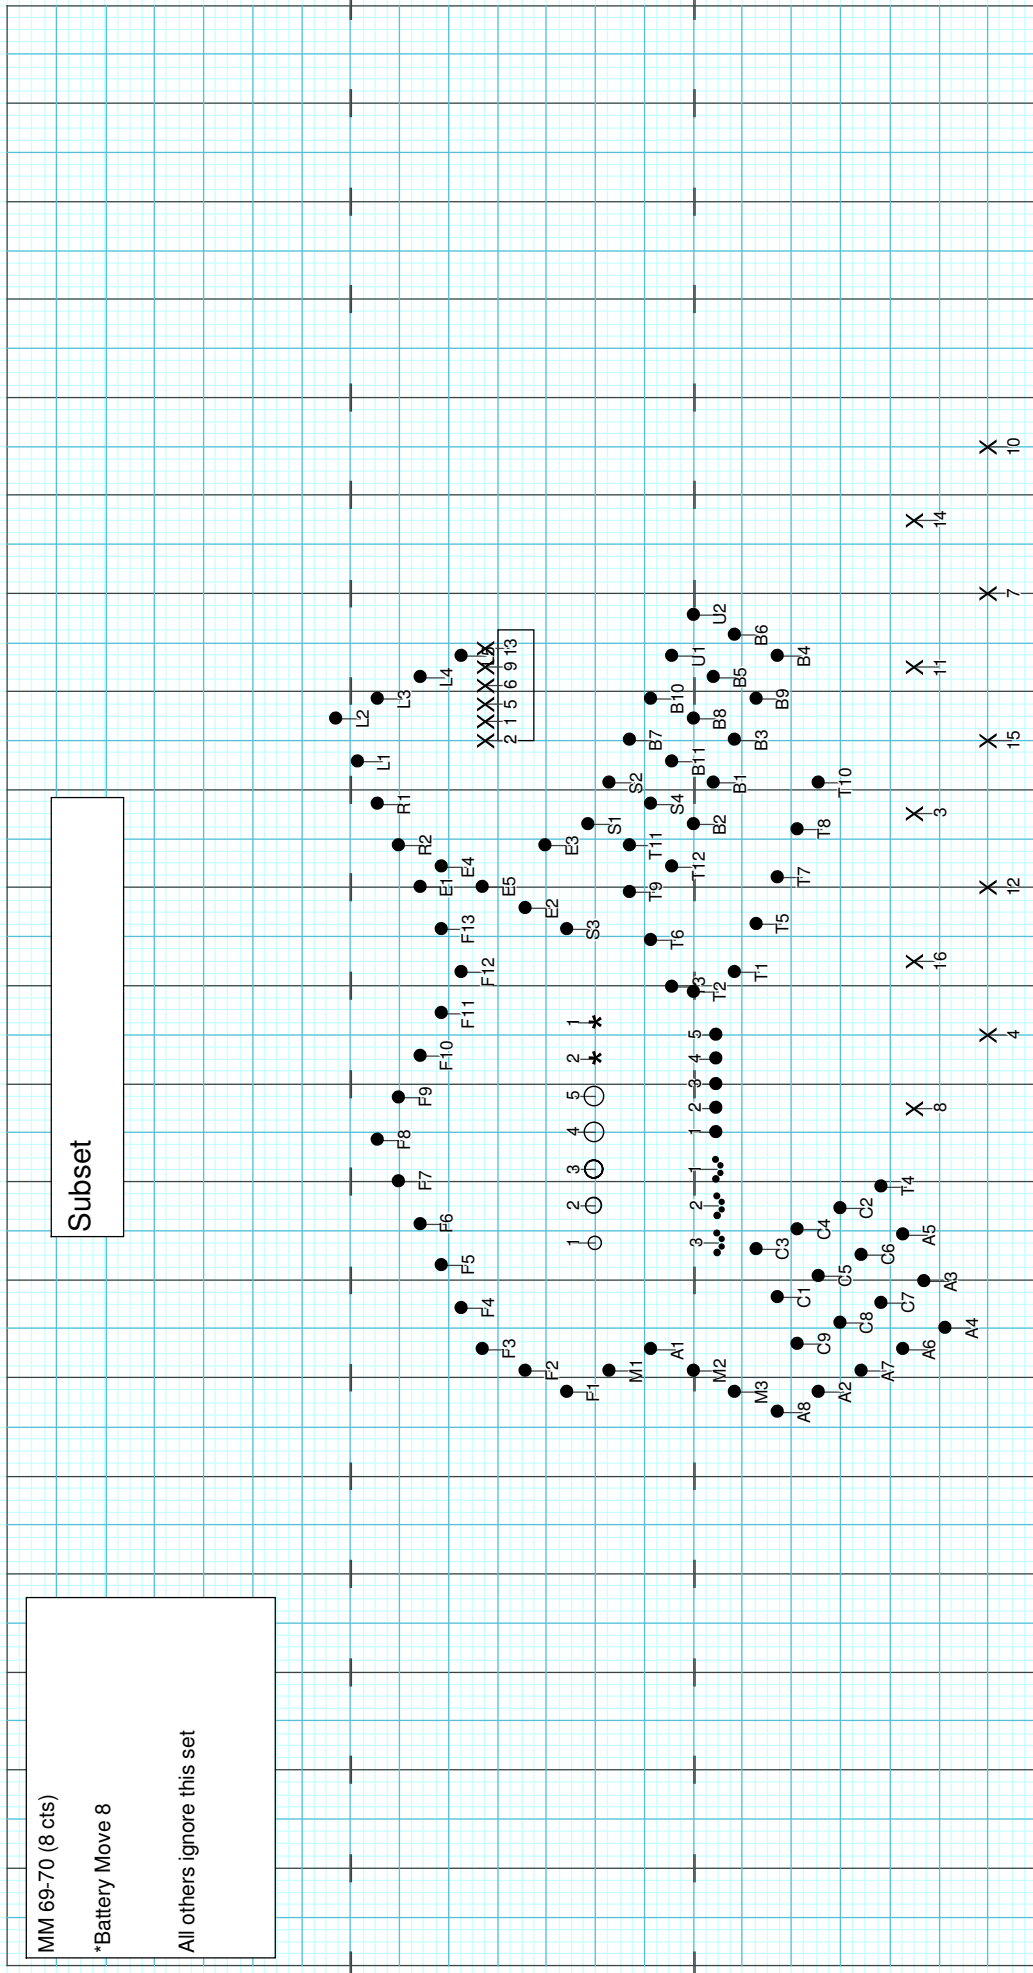 MM 69-70 (8 cts)
Subset
*Battery Move 8
All others ignore this set
L2
L1
F8 R1 L3
F7 F9 R2
F6 F10 E1 L4
F5 F11 F13 E4
F4 F12 L5
F3 E5
2 1 5 6 9 13
F2 E2
E3
1 2 3 4 5 2 1
F1 S3
S1
M1 S2
T9 T11 B7
A1 T6 S4 B10
3 2 1 1 2 3 4 5
T3 T12 B11 U1
M2 T2 B2 B8 U2
B1 B5
M3 T1 B3 B6
C3 T5 B9
A8 C1 T7 B4
C9 C4 T8
A2 C5 T10
C8 C2
A7 C6
C7 T4
A6 A5
8 16 3 11 14
A3
A4
4 12 15 7 10